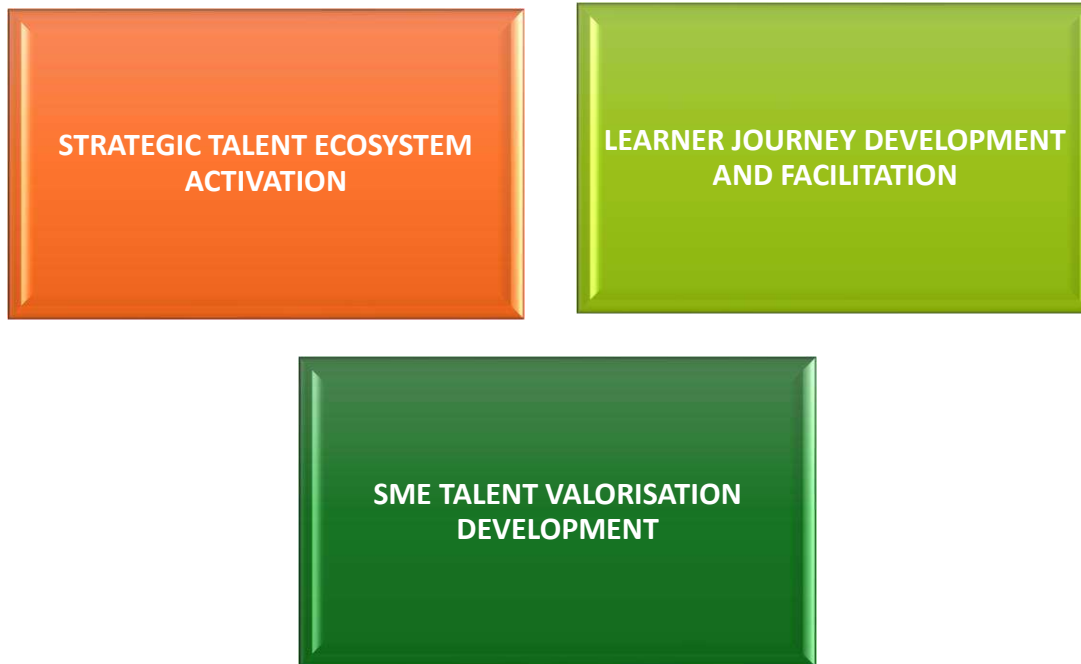 STRATEGIC TALENT ECOSYSTEM
ACTIVATION
LEARNER JOURNEY DEVELOPMENT
AND FACILITATION
SME TALENT VALORISATION
DEVELOPMENT